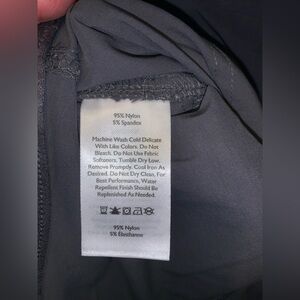 95% Nylon
5% Spandex
Machine Wash Cold Delicate
With Like Colors. Do Not
Bleach. Do Not Use Fabric
Softeners. Tumble Dry Low.
Remove Promptly. Cool Iron As
Desired. Do Not Dry Clean. For
Best Performance, Water
Repellent Finish Should Be
Replenished As Needed.
95% Nylon
5% Élasthanne